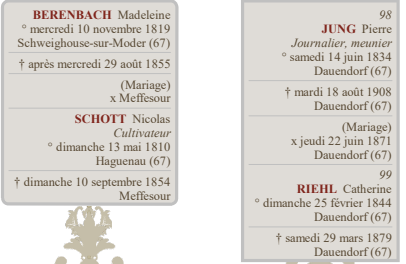 BERENBACH Madeleine
° mercredi 10 novembre 1819
Schweighouse-sur-Moder (67)
† après mercredi 29 août 1855
(Mariage)
x Meffesour
SCHOTT Nicolas
Cultivateur
° dimanche 13 mai 1810
Haguenau (67)
† dimanche 10 septembre 1854
Meffesour
98
JUNG Pierre
Journalier, meunier
° samedi 14 juin 1834
Dauendorf (67)
† mardi 18 août 1908
Dauendorf (67)
(Mariage)
x jeudi 22 juin 1871
Dauendorf (67)
99
RIEHL Catherine
° dimanche 25 février 1844
Dauendorf (67)
† samedi 29 mars 1879
Dauendorf (67)